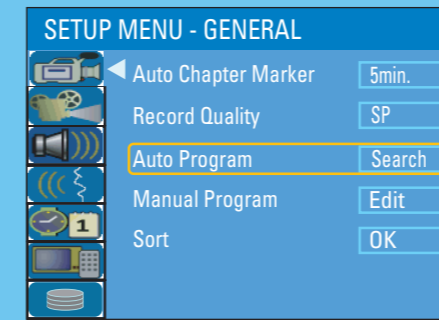 SETUP MENU - GENERAL
Auto Chapter Marker 5min.
Record Quality SP
Auto Program Search
Manual Program Edit
Sort OK
1